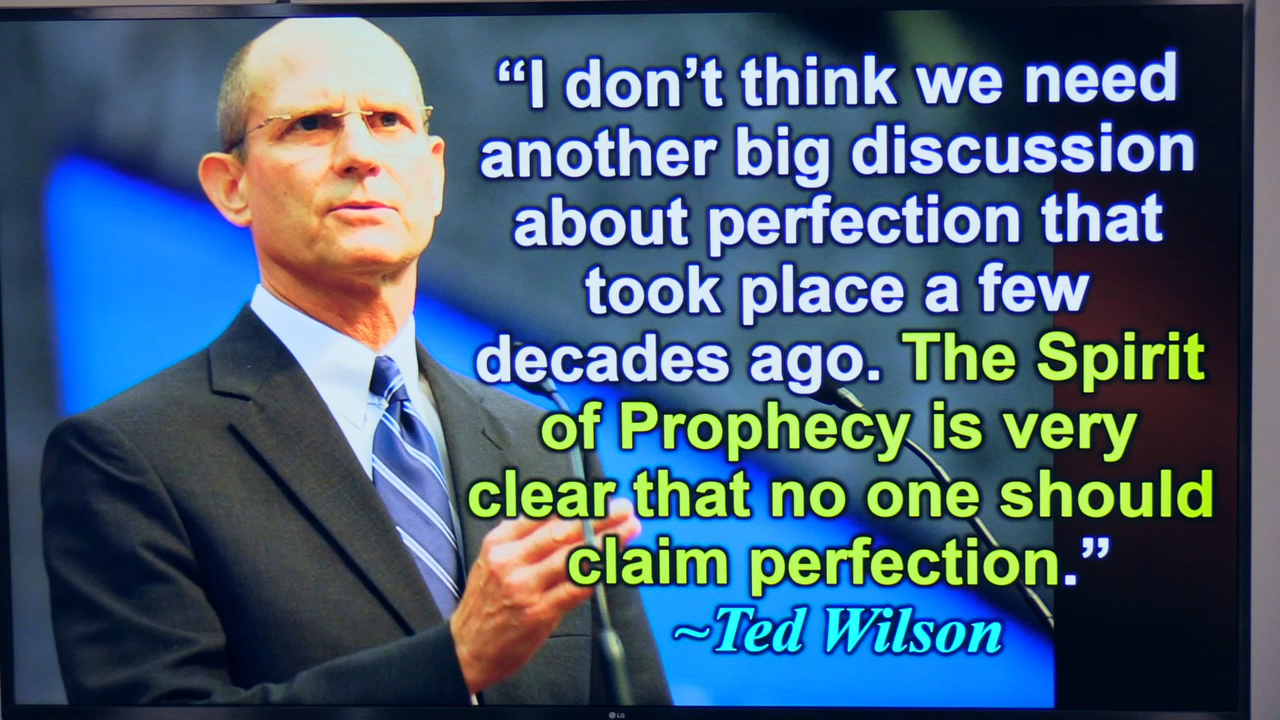 “I don’t think we need
another big discussion
about perfection that
took place a few
decades ago. The Spirit
of Prophecy is very
clear that no one should
claim perfection.”
~Ted Wilson
LG